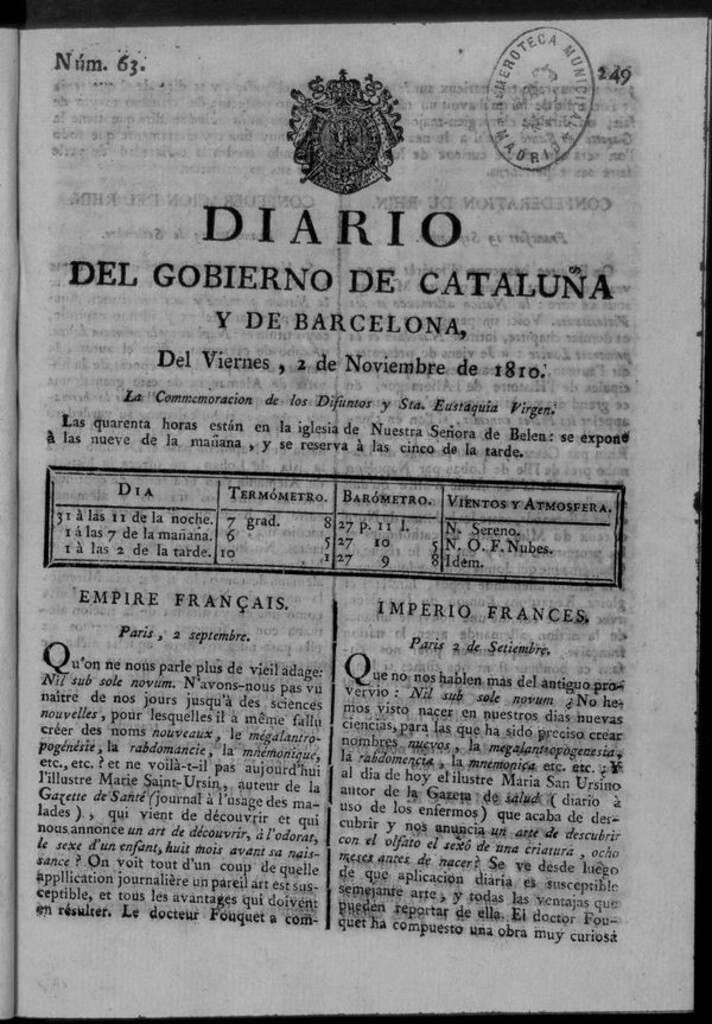 Núm. 63.
249
HEMEROTECA MUNICIPAL
MADRID
DIARIO
DEL GOBIERNO DE CATALUÑA
Y DE BARCELONA,
Del Viernes, 2 de Noviembre de 1810.
La Commemoracion de los Difuntos y Sta. Eustaquia Virgen.
Las quarenta horas están en la iglesia de Nuestra Señora de Belen: se expone
à las nueve de la mañana, y se reserva à las cinco de la tarde.
DIA TERMÓMETRO. BARÓMETRO. VIENTOS Y ATMOSFERA.
31 à las 11 de la noche. 7 grad. 8 27 p. 11 l. N. Sereno.
1 á las 7 de la mañana. 6 5 27 10 5 N. O. F. Nubes.
1 à las 2 de la tarde. 10 1 27 9 8 Idem.
EMPIRE FRANÇAIS.
Paris, 2 septembre.
Qu'on ne nous parle plus de vieil adage:
Nil sub sole novum. N'avons-nous pas vu
naitre de nos jours jusqu'à des sciences
nouvelles, pour lesquelles il a même fallu
créer des noms nouveaux, le mégalantro-
pogénésie, la rabdomancie, la mnémonique,
etc., etc.? et ne voilà-t-il pas aujourd'hui
l'illustre Marie Saint-Ursin, auteur de la
Gazette de Santé (journal à l'usage des ma-
lades), qui vient de découvrir et qui
nous annonce un art de découvrir, à l'odorat,
le sexe d'un enfant, huit mois avant sa nais-
sance? On voit tout d'un coup de quelle
appllication journalière un pareil art est sus-
ceptible, et tous les avantages qui doivent
en résulter. Le docteur Fouquet a com-
IMPERIO FRANCES.
Paris 2 de Setiembre.
Que no nos hablen mas del antiguo pro-
vervio: Nil sub sole novum ¿No he-
mos visto nacer en nuestros dias nuevas
ciencias, para las que ha sido preciso crear
nombres nuevos, la megalantropogenesia,
la rabdomencia, la mnemonica etc. etc. ¿Y
al dia de hoy el ilustre Maria San Ursino
autor de la Gazeta de salud (diario à
uso de los enfermos) que acaba de des-
cubrir y nos anuncia un arte de descubrir
con el olfato el sexô de una criatura, ocho
meses antes de nacer? Se ve desde luego
de que aplicacion diaria es susceptible
semejante arte, y todas las ventajas que
pueden reportar de ella. El doctor Fou-
quet ha compuesto una obra muy curiosa